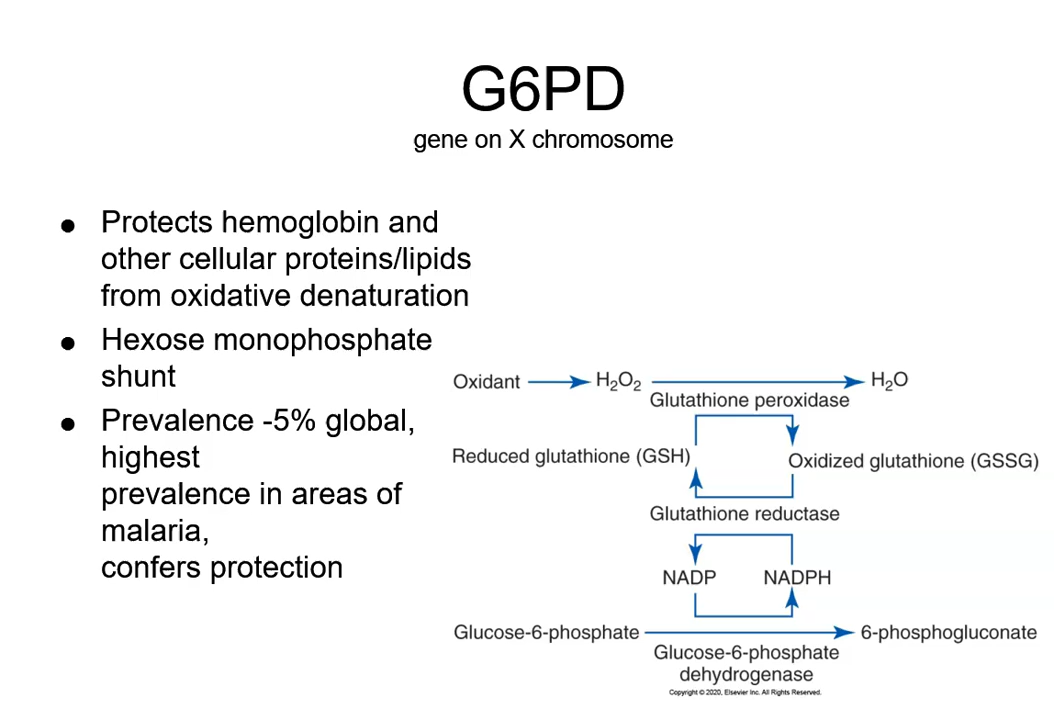 G6PD
gene on X chromosome
● Protects hemoglobin and
other cellular proteins/lipids
from oxidative denaturation
● Hexose monophosphate
shunt
● Prevalence -5% global,
highest
prevalence in areas of
malaria,
confers protection
Oxidant H₂O₂ H₂O
Glutathione peroxidase
Reduced glutathione (GSH) Oxidized glutathione (GSSG)
Glutathione reductase
NADP NADPH
Glucose-6-phosphate 6-phosphogluconate
Glucose-6-phosphate
dehydrogenase
Copyright © 2020, Elsevier Inc. All Rights Reserved.